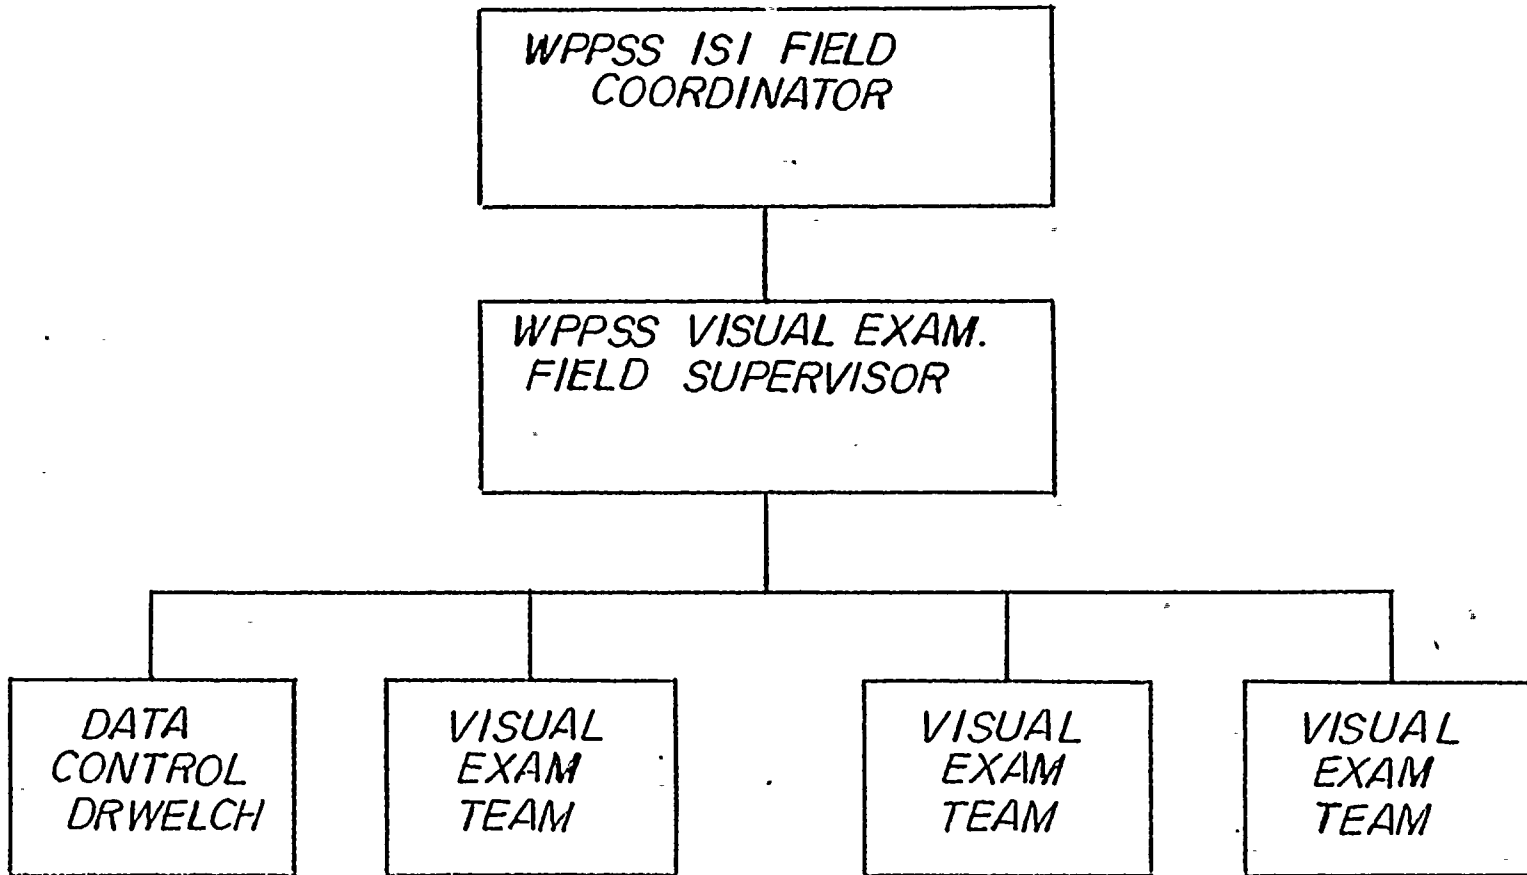 WPPSS ISI FIELD
COORDINATOR
WPPSS VISUAL EXAM.
FIELD SUPERVISOR
DATA
CONTROL
DRWELCH
VISUAL
EXAM
TEAM
VISUAL
EXAM
TEAM
VISUAL
EXAM
TEAM